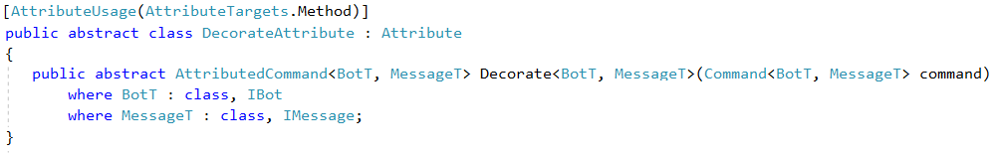 [AttributeUsage(AttributeTargets.Method)]
public abstract class DecorateAttribute : Attribute
{
public abstract AttributedCommand<BotT, MessageT> Decorate<BotT, MessageT>(Command<BotT, MessageT> command)
where BotT : class, IBot
where MessageT : class, IMessage;
}